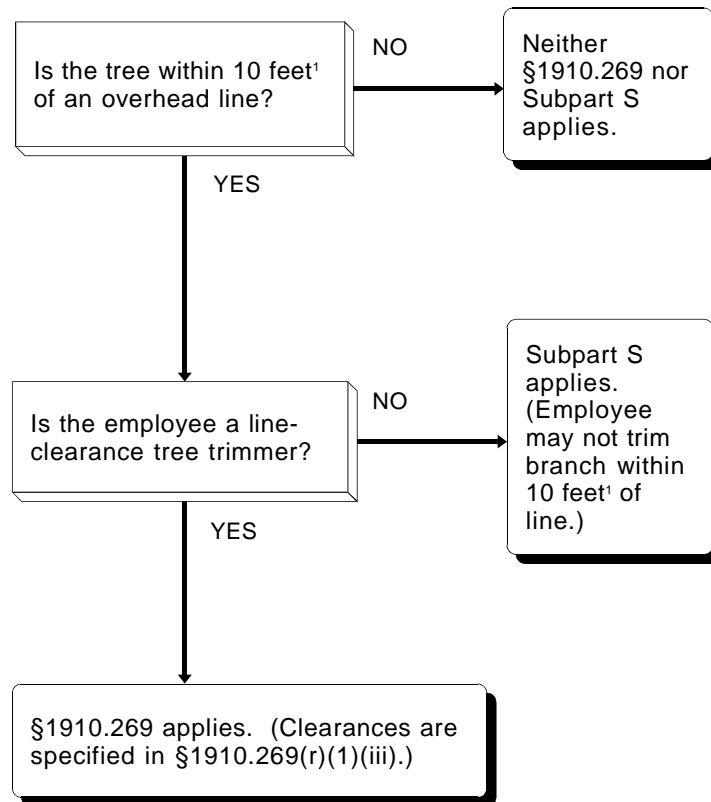 Is the tree within 10 feet¹
of an overhead line?
NO
Neither
§1910.269 nor
Subpart S
applies.
YES
Is the employee a line-
clearance tree trimmer?
NO
Subpart S
applies.
(Employee
may not trim
branch within
10 feet¹ of
line.)
YES
§1910.269 applies.  (Clearances are
specified in §1910.269(r)(1)(iii).)